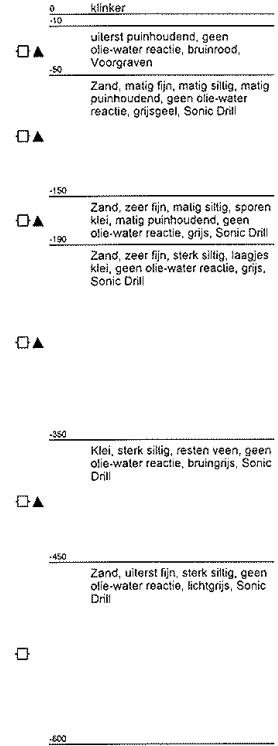 0 klinker
-10
uiterst puinhoudend, geen
olie-water reactie, bruinrood,
Voorgraven
-50
Zand, matig fijn, matig siltig, matig
puinhoudend, geen olie-water
reactie, grijsgeel, Sonic Drill
-150
Zand, zeer fijn, matig siltig, sporen
klei, matig puinhoudend, geen
olie-water reactie, grijs, Sonic Drill
-190
Zand, zeer fijn, sterk siltig, laagjes
klei, geen olie-water reactie, grijs,
Sonic Drill
-350
Klei, sterk siltig, resten veen, geen
olie-water reactie, bruingrijs, Sonic
Drill
-450
Zand, uiterst fijn, sterk siltig, geen
olie-water reactie, lichtgrijs, Sonic
Drill
-600